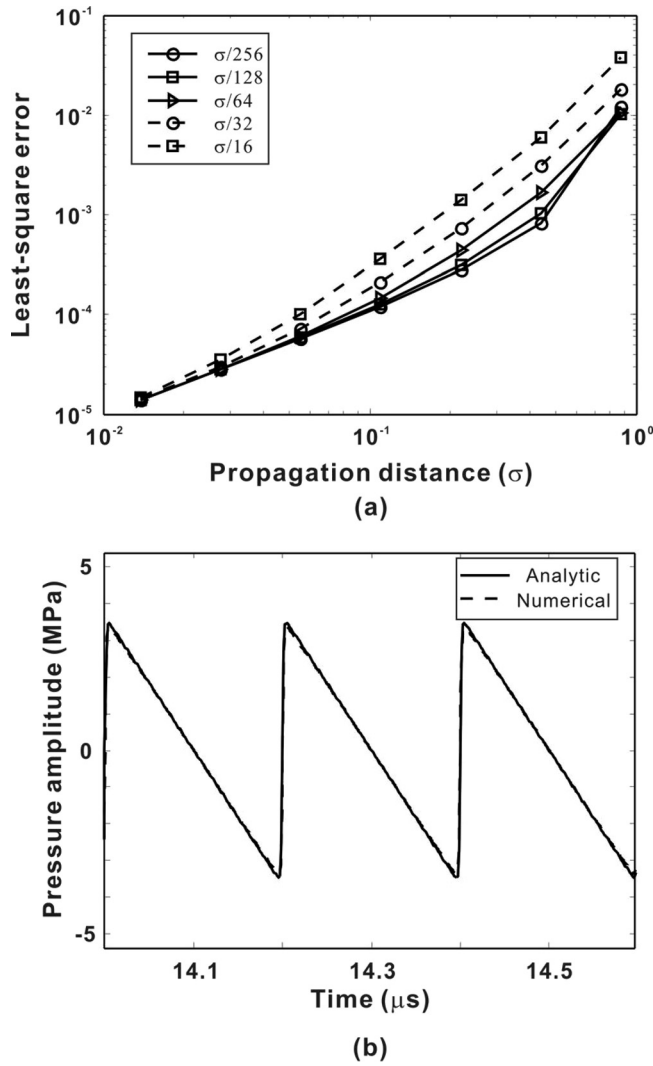 10⁻¹
σ/256
σ/128
σ/64
σ/32
σ/16
10⁻²
10⁻³
10⁻⁴
10⁻⁵
Least-square error
10⁻² 10⁻¹ 10⁰
Propagation distance (σ)
(a)
5
Analytic
Numerical
0
-5
Pressure amplitude (MPa)
14.1 14.3 14.5
Time (μs)
(b)